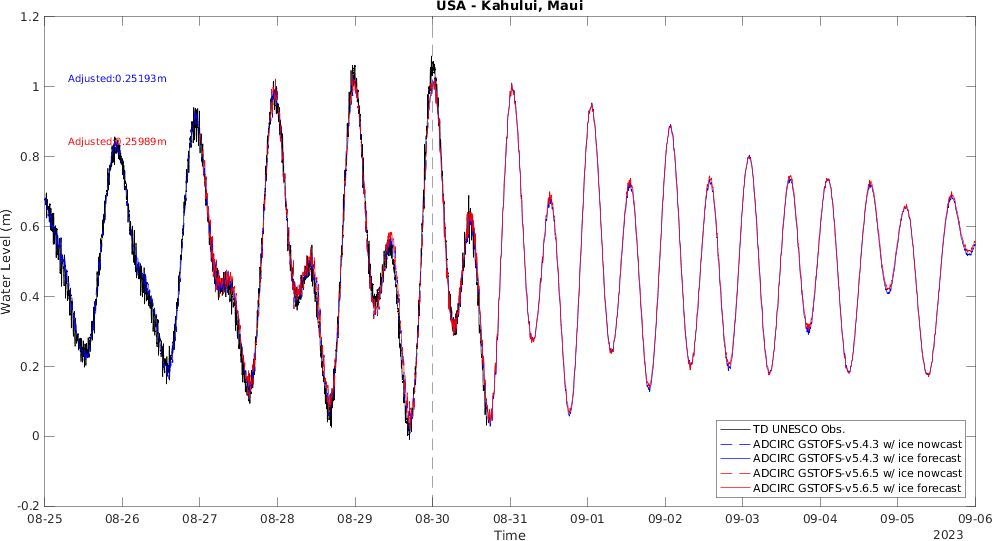 USA - Kahului, Maui
1.2
1
0.8
0.6
0.4
0.2
0
-0.2
Water Level (m)
Adjusted:0.25193m
Adjusted:0.25989m
TD UNESCO Obs.
ADCIRC GSTOFS-v5.4.3 w/ ice nowcast
ADCIRC GSTOFS-v5.4.3 w/ ice forecast
ADCIRC GSTOFS-v5.6.5 w/ ice nowcast
ADCIRC GSTOFS-v5.6.5 w/ ice forecast
08-25 08-26 08-27 08-28 08-29 08-30 08-31 09-01 09-02 09-03 09-04 09-05 09-06
Time
2023